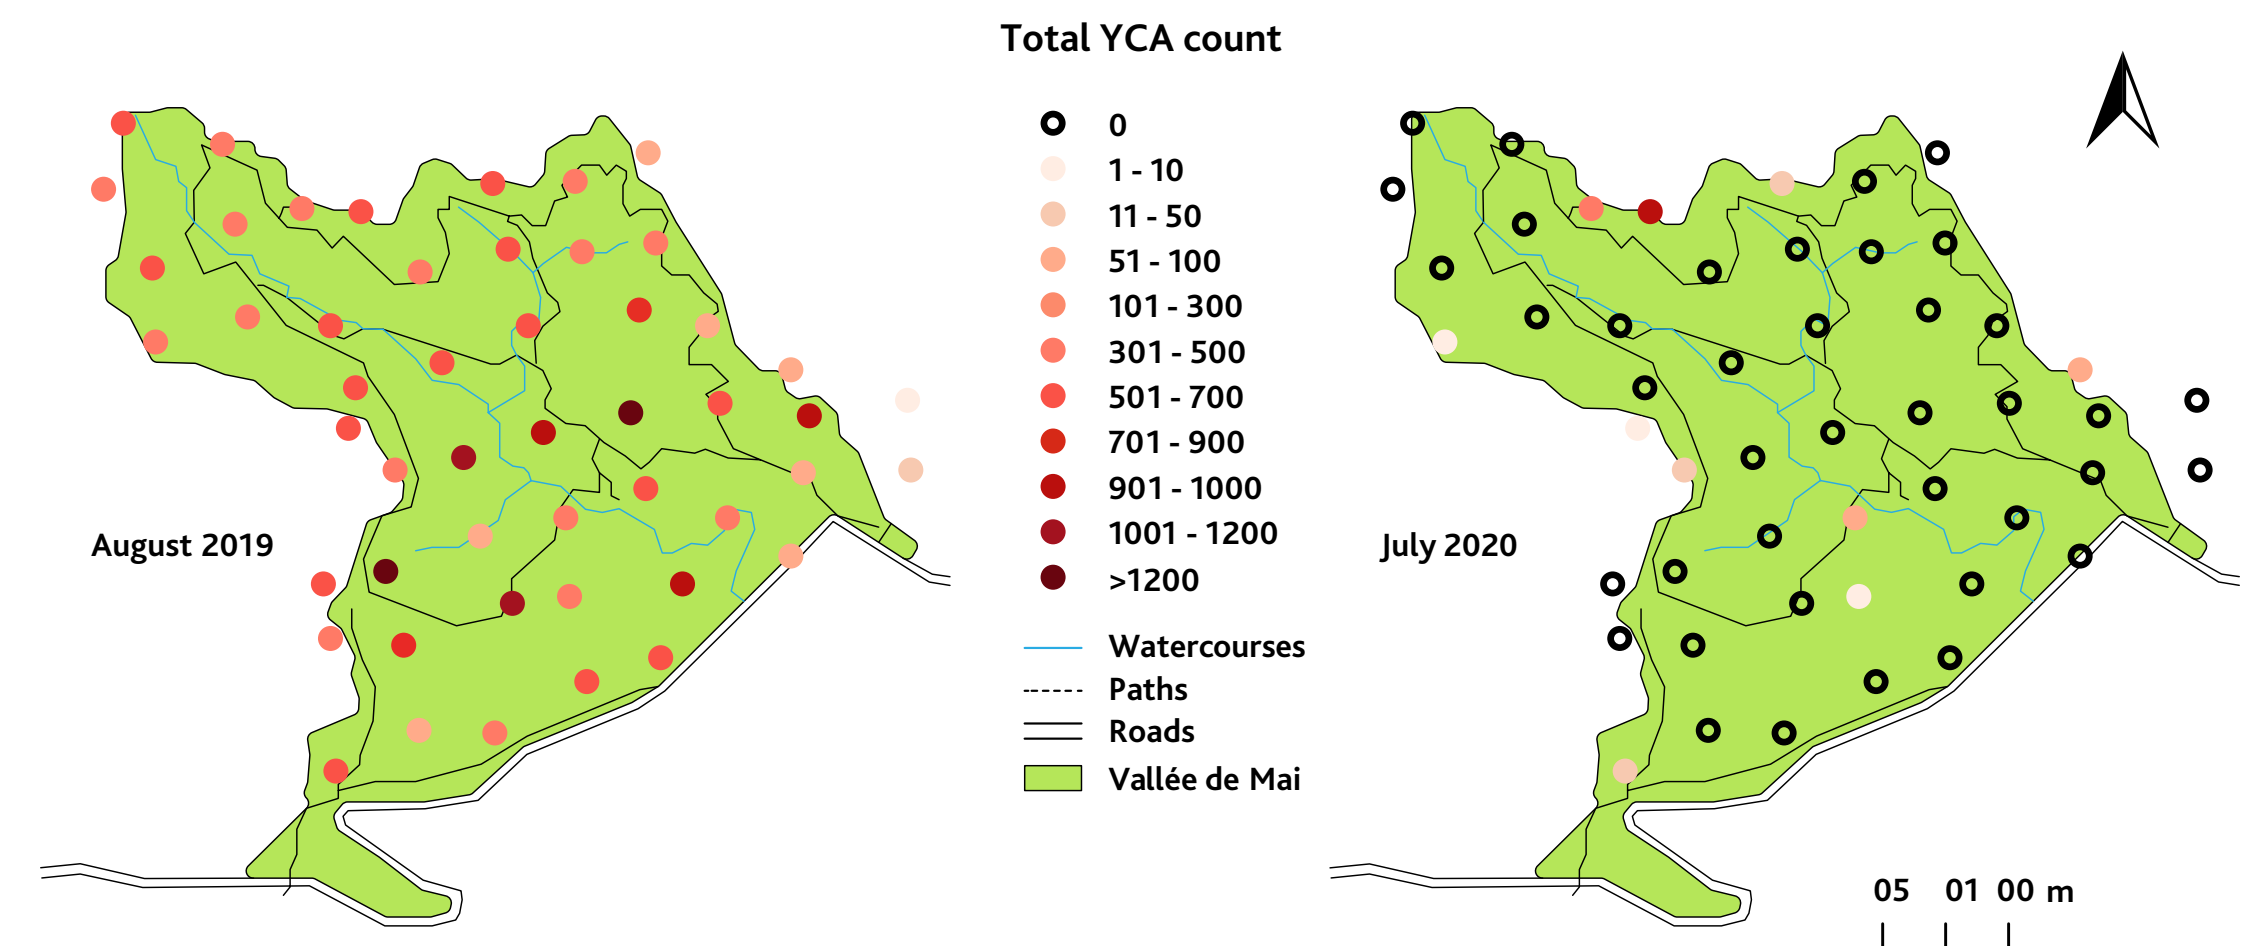 Total YCA count
0
1 - 10
11 - 50
51 - 100
101 - 300
301 - 500
501 - 700
701 - 900
901 - 1000
1001 - 1200
>1200
Watercourses
Paths
Roads
Vallée de Mai
August 2019
July 2020
05 01 00 m